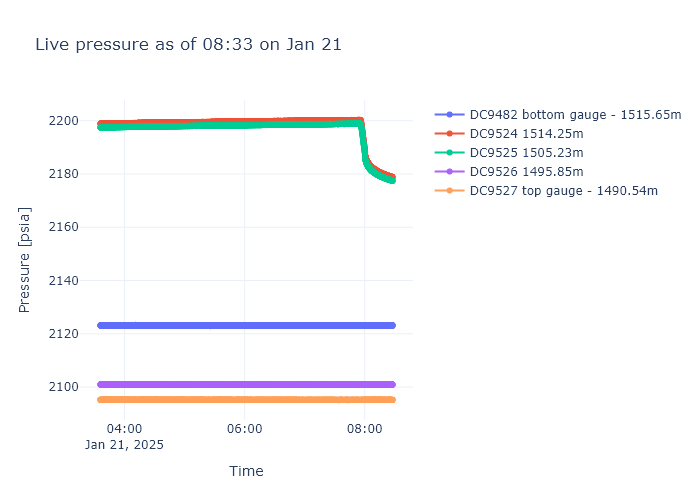 Live pressure as of 08:33 on Jan 21
DC9482 bottom gauge - 1515.65m
DC9524 1514.25m
DC9525 1505.23m
DC9526 1495.85m
DC9527 top gauge - 1490.54m
Pressure [psia]
2200
2180
2160
2140
2120
2100
04:00
06:00
08:00
Jan 21, 2025
Time